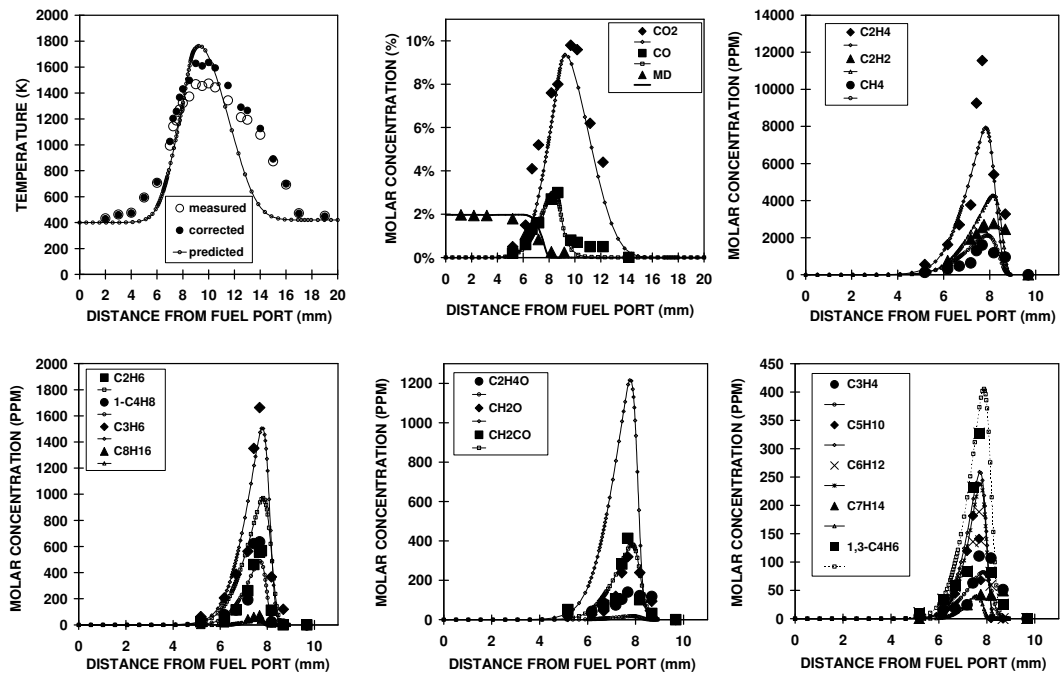 TEMPERATURE (K)
2000
1800
1600
1400
1200
1000
800
600
400
200
0
measured
corrected
predicted
0 2 4 6 8 10 12 14 16 18 20
DISTANCE FROM FUEL PORT (mm)
MOLAR CONCENTRATION (%)
10%
8%
6%
4%
2%
0%
CO2
CO
MD
0 2 4 6 8 10 12 14 16 18 20
DISTANCE FROM FUEL PORT (mm)
MOLAR CONCENTRATION (PPM)
14000
12000
10000
8000
6000
4000
2000
0
C2H4
C2H2
CH4
0 2 4 6 8 10
DISTANCE FROM FUEL PORT (mm)
MOLAR CONCENTRATION (PPM)
2000
1800
1600
1400
1200
1000
800
600
400
200
0
C2H6
1-C4H8
C3H6
C8H16
0 2 4 6 8 10
DISTANCE FROM FUEL PORT (mm)
MOLAR CONCENTRATION (PPM)
1200
1000
800
600
400
200
0
C2H4O
CH2O
CH2CO
0 2 4 6 8 10
DISTANCE FROM FUEL PORT (mm)
MOLAR CONCENTRATION (PPM)
450
400
350
300
250
200
150
100
50
0
C3H4
C5H10
C6H12
C7H14
1,3-C4H6
0 2 4 6 8 10
DISTANCE FROM FUEL PORT (mm)